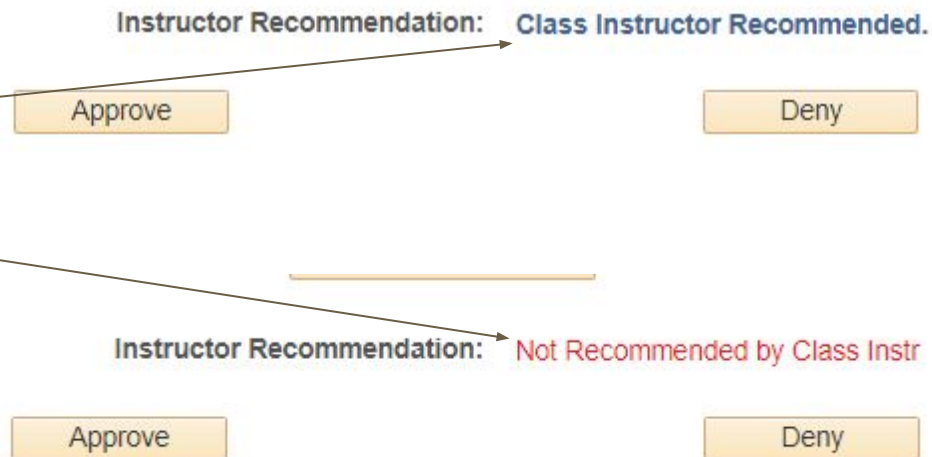 Instructor Recommendation: Class Instructor Recommended.
Approve Deny
Instructor Recommendation: Not Recommended by Class Instr
Approve Deny